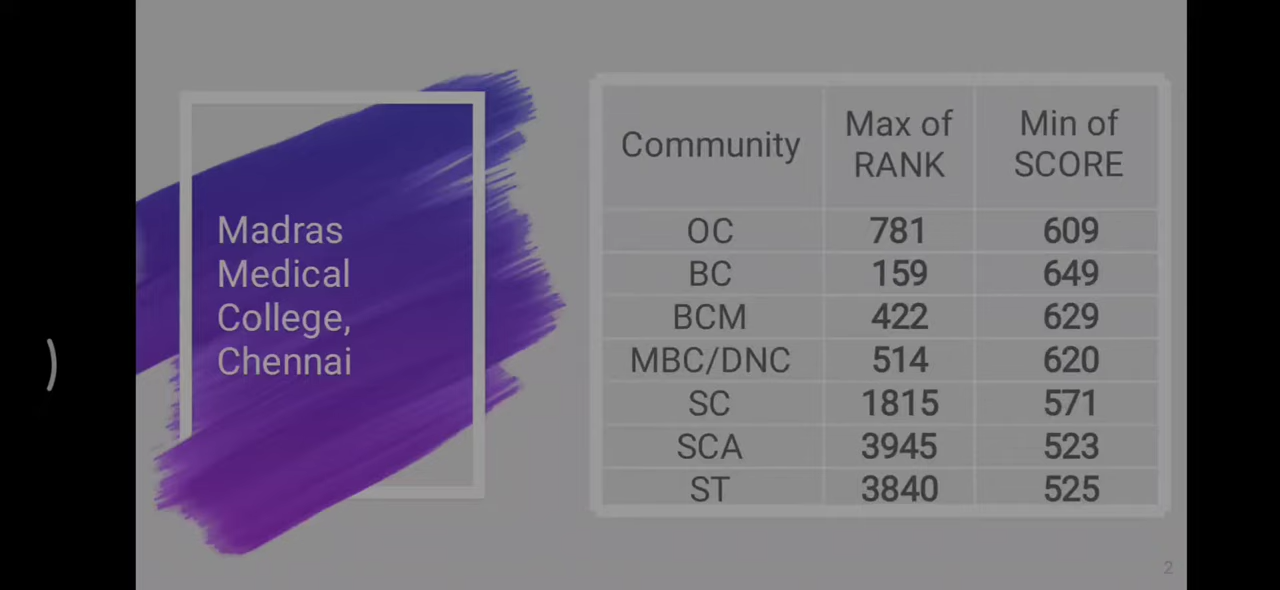 Madras
Medical
College,
Chennai
Community Max of RANK Min of SCORE
OC 781 609
BC 159 649
BCM 422 629
MBC/DNC 514 620
SC 1815 571
SCA 3945 523
ST 3840 525
2